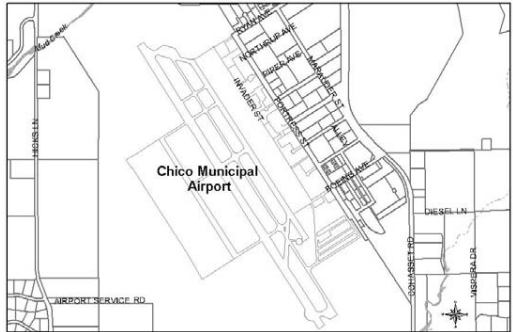 Mud Creek
RYAN AVE
NORTHRUP AVE
PIPER AVE
MARAUDER ST
INVADER ST
FORTRESS ST
ALLEY
HICKS LN
Chico Municipal
Airport
BOEING AVE
DIESEL LN
COHASSET RD
VISPERA DR
AIRPORT SERVICE RD